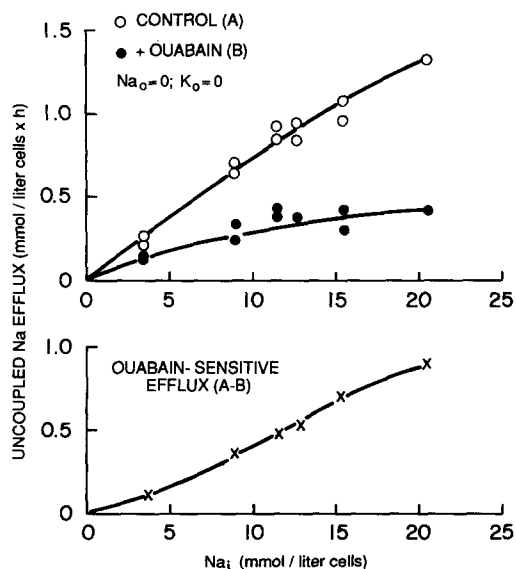 ○ CONTROL (A)
● + OUABAIN (B)
Na₀=0; K₀=0
UNCOUPLED Na EFFLUX (mmol / liter cells x h)
1.5
1.0
0.5
0
0 5 10 15 20 25
OUABAIN- SENSITIVE
EFFLUX (A-B)
1.0
0.5
0
0 5 10 15 20 25
Naᵢ (mmol / liter cells)